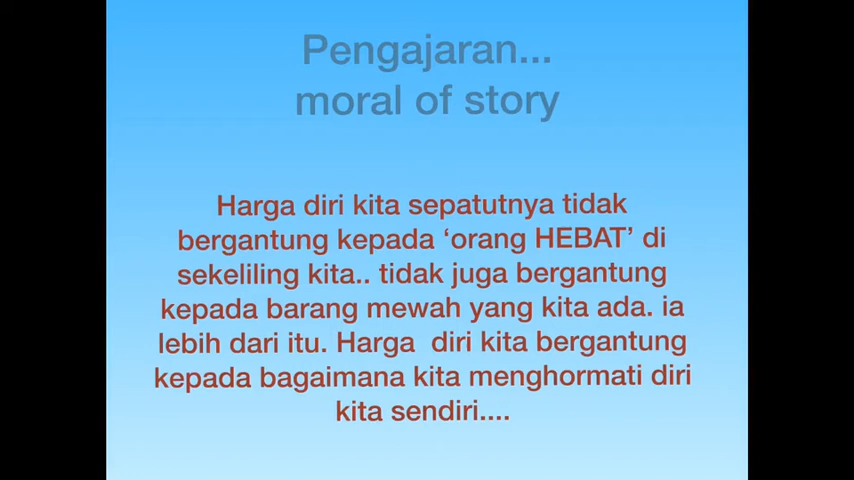 Pengajaran...
moral of story
Harga diri kita sepatutnya tidak
bergantung kepada ‘orang HEBAT’ di
sekeliling kita.. tidak juga bergantung
kepada barang mewah yang kita ada. ia
lebih dari itu. Harga  diri kita bergantung
kepada bagaimana kita menghormati diri
kita sendiri....